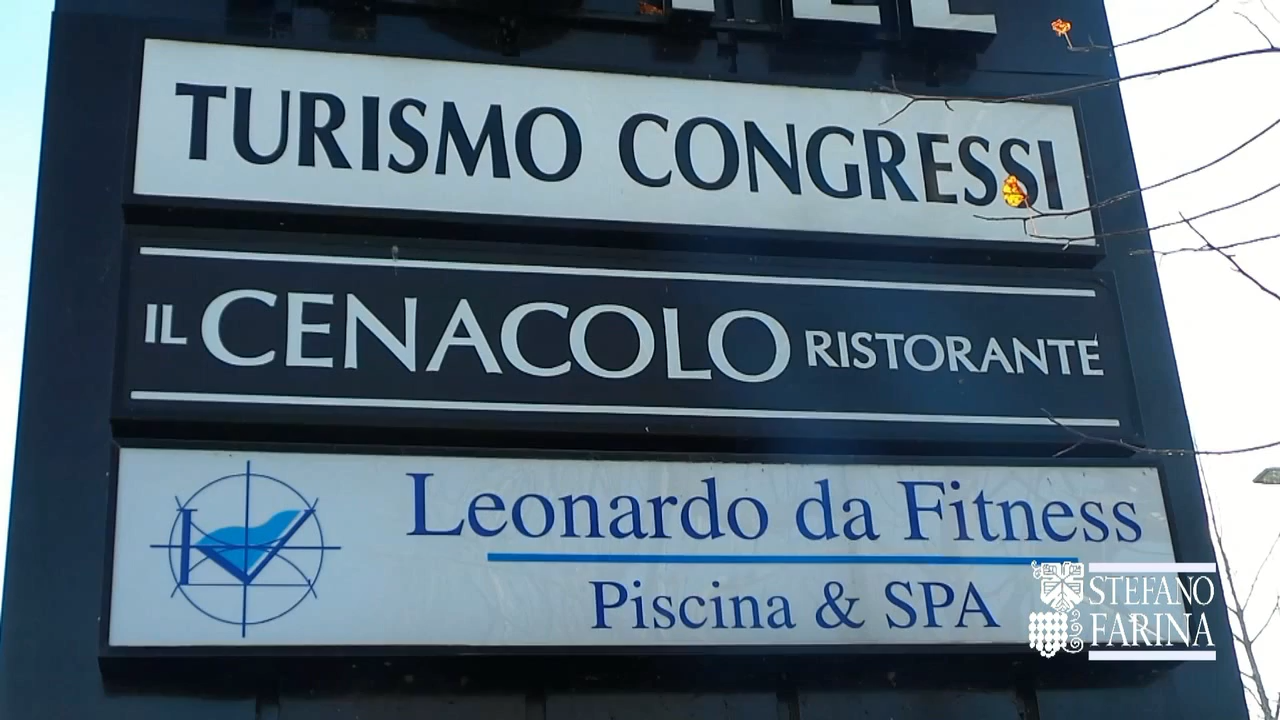 TURISMO CONGRESSI
IL CENACOLO RISTORANTE
Leonardo da Fitness
Piscina & SPA
STEFANO
FARINA